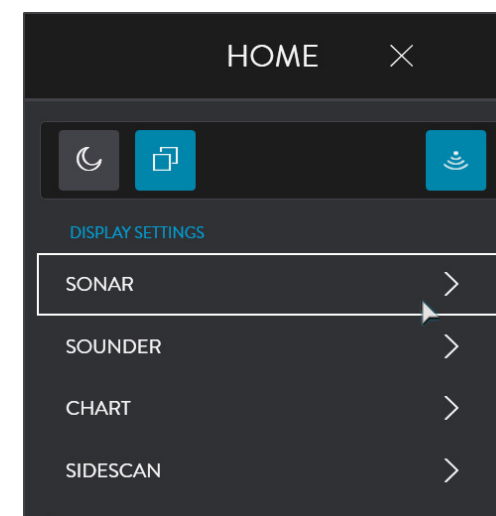 HOME
DISPLAY SETTINGS
SONAR
SOUNDER
CHART
SIDESCAN